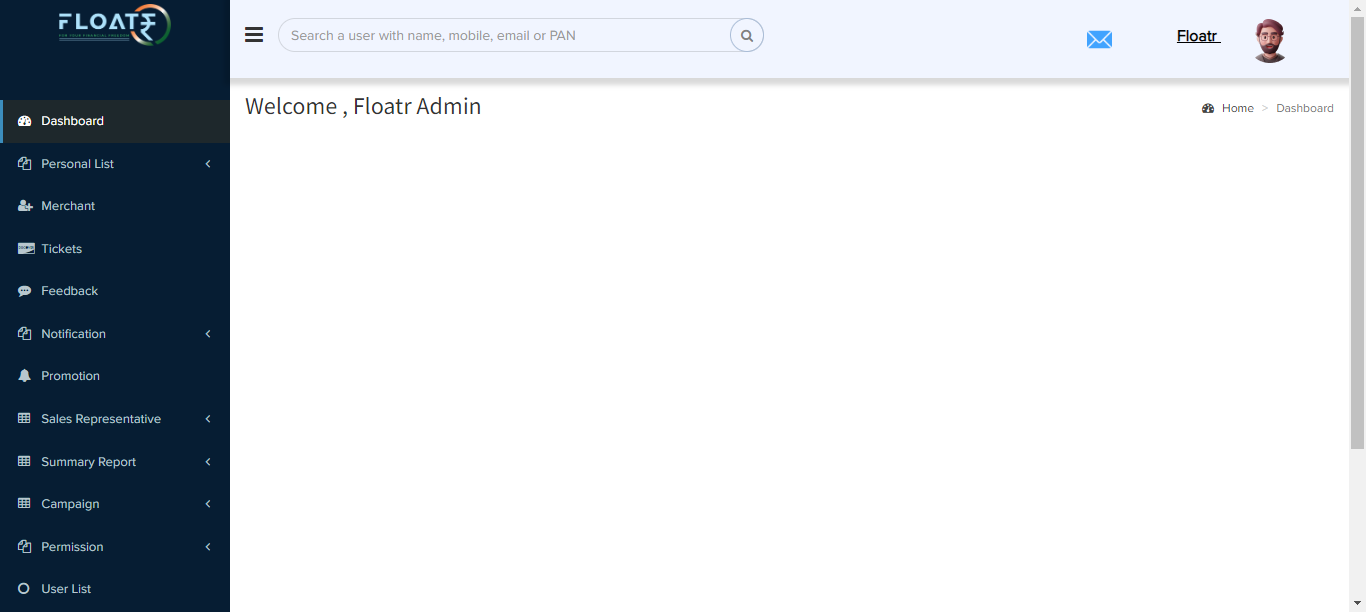 FLOAT₹
FOR YOUR FINANCIAL FREEDOM
Search a user with name, mobile, email or PAN
Floatr
Welcome , Floatr Admin
Home > Dashboard
Dashboard
Personal List
Merchant
Tickets
Feedback
Notification
Promotion
Sales Representative
Summary Report
Campaign
Permission
User List